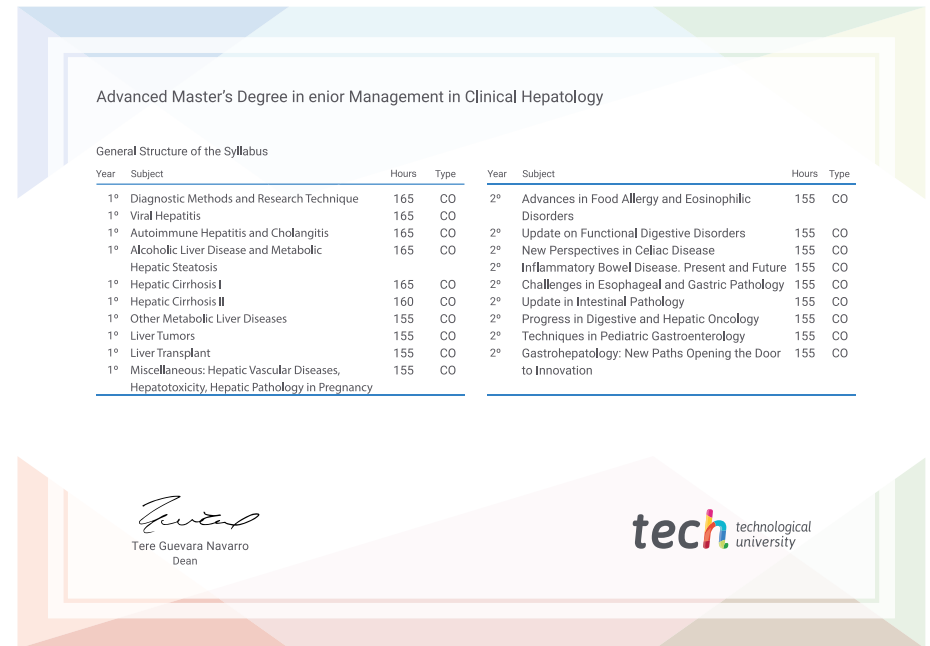 Advanced Master's Degree in enior Management in Clinical Hepatology
General Structure of the Syllabus
Year Subject Hours Type
1º Diagnostic Methods and Research Technique 165 CO
1º Viral Hepatitis 165 CO
1º Autoimmune Hepatitis and Cholangitis 165 CO
1º Alcoholic Liver Disease and Metabolic 165 CO
Hepatic Steatosis
1º Hepatic Cirrhosis I 165 CO
1º Hepatic Cirrhosis II 160 CO
1º Other Metabolic Liver Diseases 155 CO
1º Liver Tumors 155 CO
1º Liver Transplant 155 CO
1º Miscellaneous: Hepatic Vascular Diseases, 155 CO
Hepatotoxicity, Hepatic Pathology in Pregnancy
Year Subject Hours Type
2º Advances in Food Allergy and Eosinophilic 155 CO
Disorders
2º Update on Functional Digestive Disorders 155 CO
2º New Perspectives in Celiac Disease 155 CO
2º Inflammatory Bowel Disease. Present and Future 155 CO
2º Challenges in Esophageal and Gastric Pathology 155 CO
2º Update in Intestinal Pathology 155 CO
2º Progress in Digestive and Hepatic Oncology 155 CO
2º Techniques in Pediatric Gastroenterology 155 CO
2º Gastrohepatology: New Paths Opening the Door 155 CO
to Innovation
Tere Guevara Navarro
Dean
tech technological
university